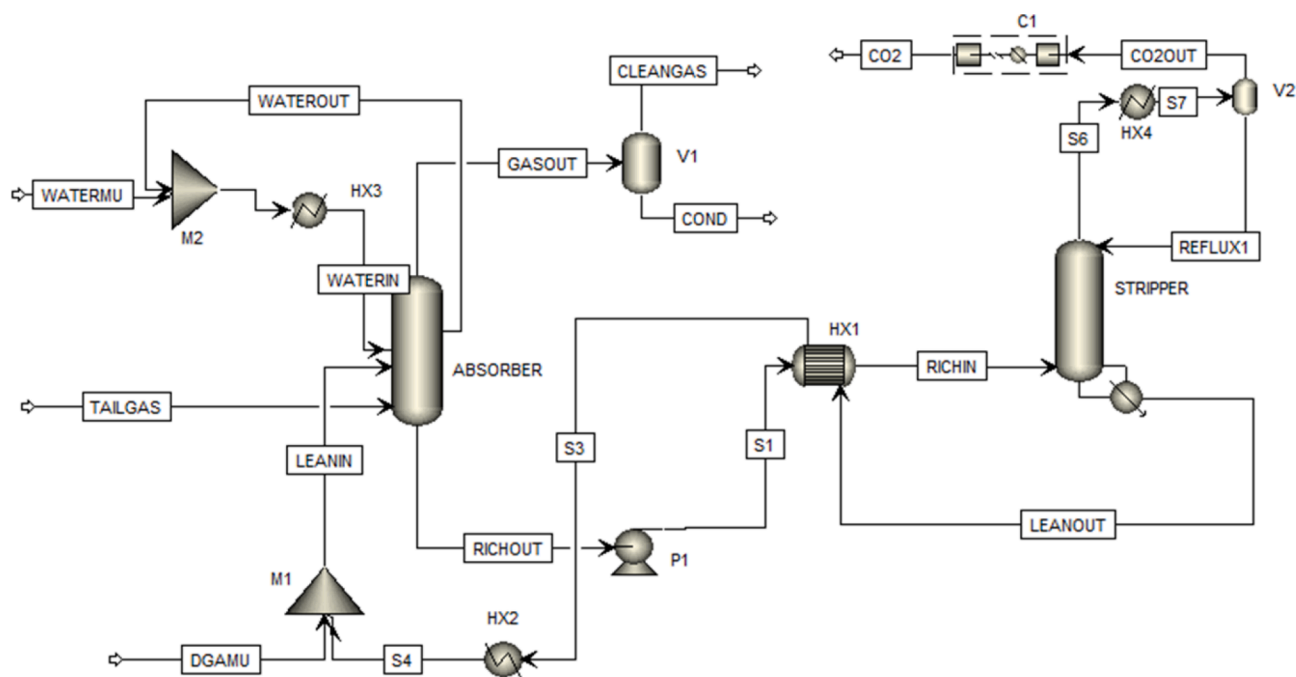 C1
CO2
CO2OUT
CLEANGAS
WATEROUT
S7
V2
HX4
S6
GASOUT
V1
WATERMU
HX3
M2
COND
REFLUX1
WATERIN
STRIPPER
HX1
ABSORBER
RICHIN
TAILGAS
S3
S1
LEANIN
LEANOUT
RICHOUT
P1
M1
HX2
DGAMU
S4